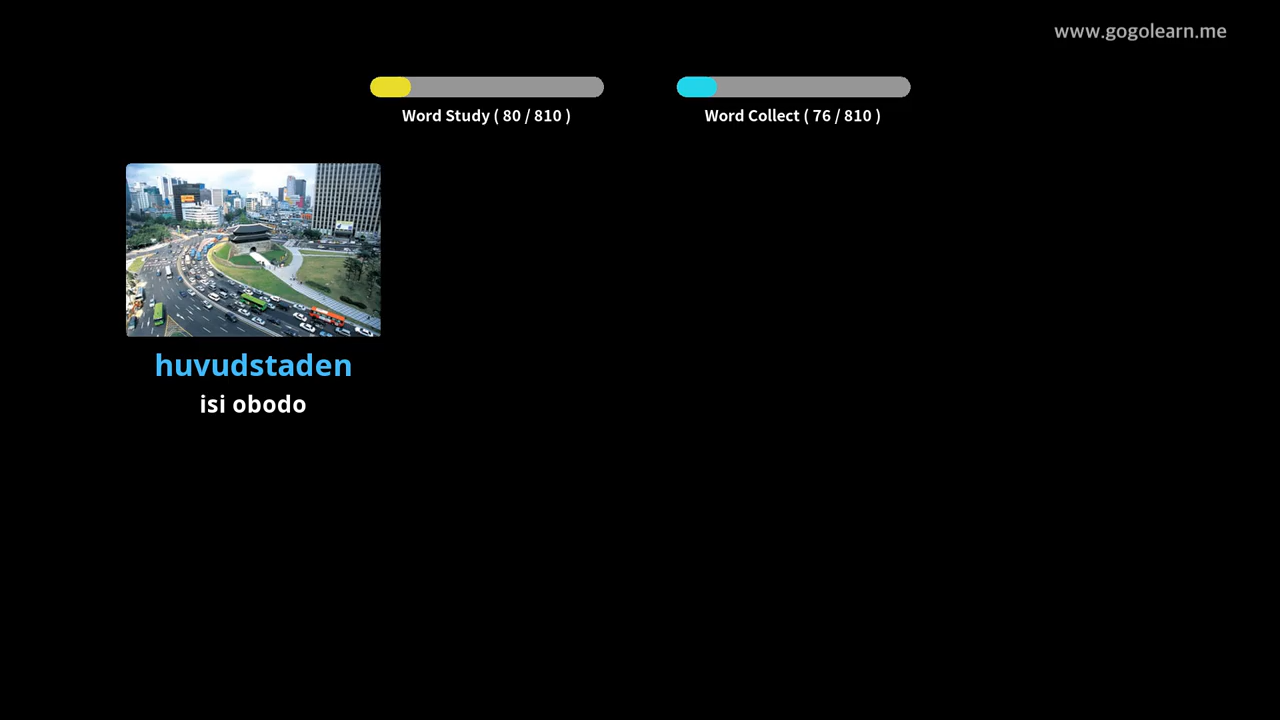 www.gogolearn.me
Word Study ( 80 / 810 )
Word Collect ( 76 / 810 )
huvudstaden
isi obodo